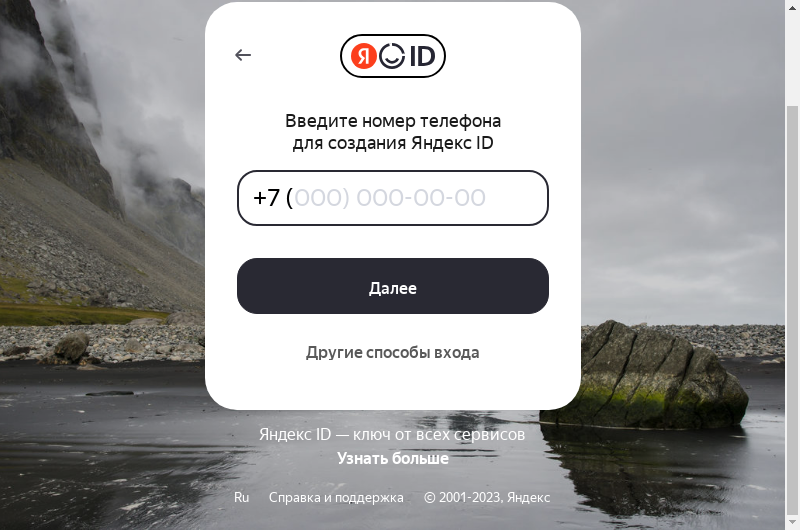 Я ID
Введите номер телефона
для создания Яндекс ID
+7 (000) 000-00-00
Далее
Другие способы входа
Яндекс ID — ключ от всех сервисов
Узнать больше
Ru Справка и поддержка © 2001-2023, Яндекс